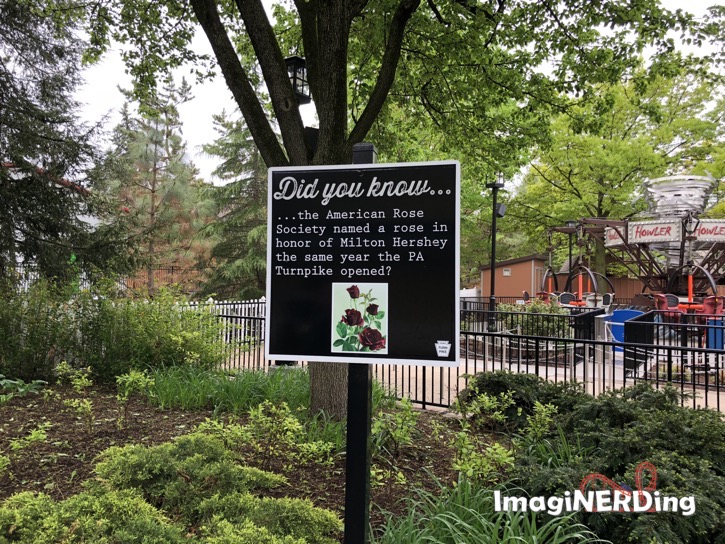 Did you know...
...the American Rose
Society named a rose in
honor of Milton Hershey
the same year the PA
Turnpike opened?
HOWLER
HOWLE
ImagiNERDing